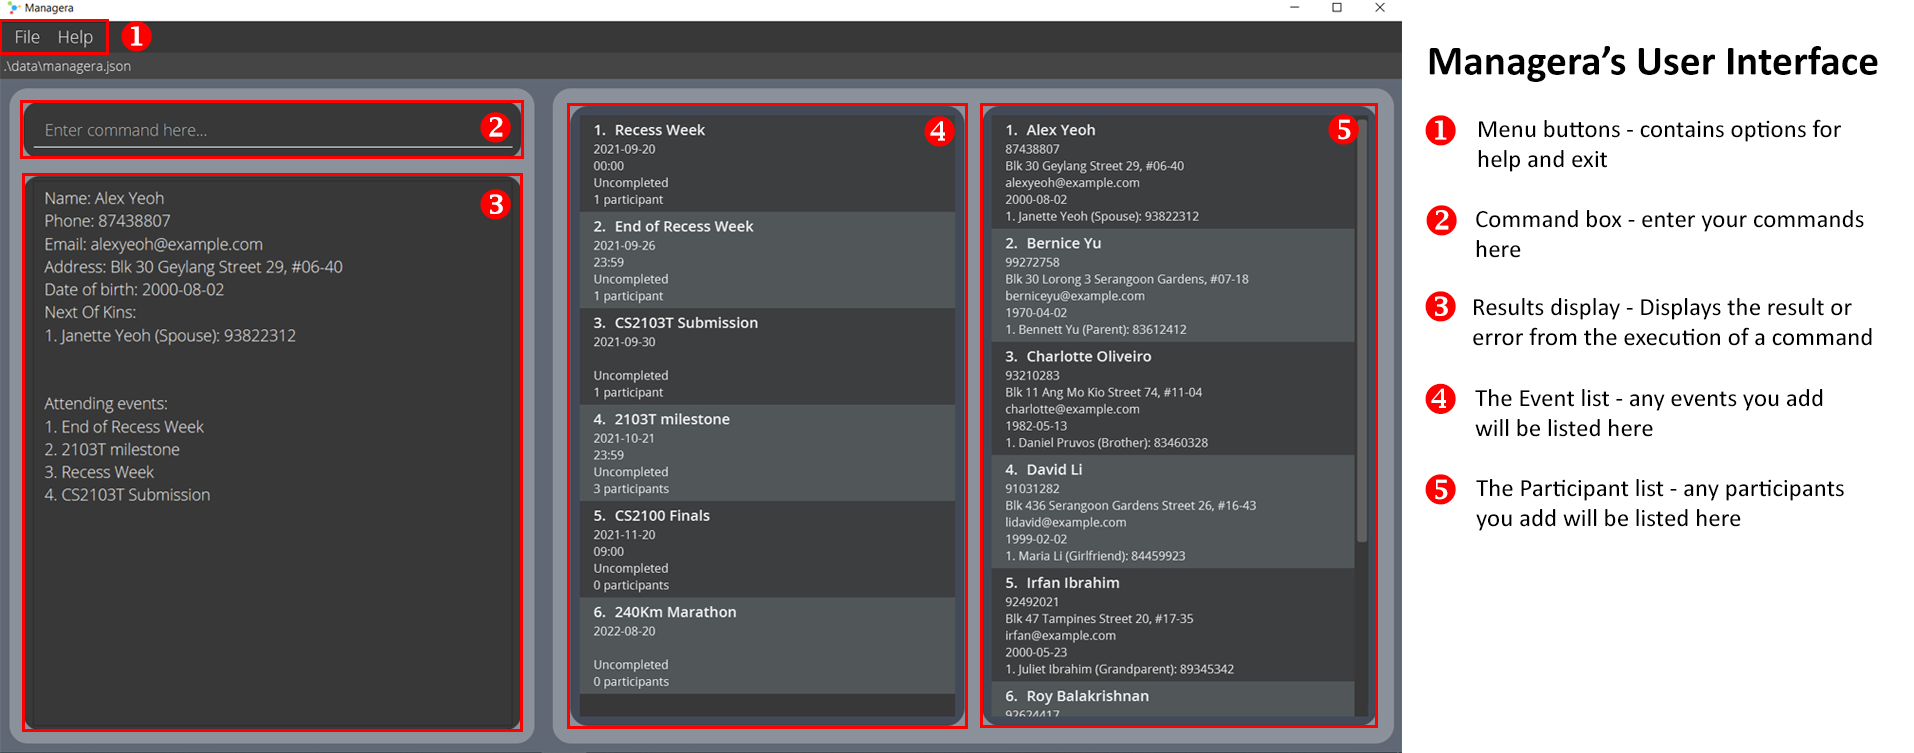 Managera
File Help 1
.\data\managera.json
Enter command here... 2
3
Name: Alex Yeoh
Phone: 87438807
Email: alexyeoh@example.com
Address: Blk 30 Geylang Street 29, #06-40
Date of birth: 2000-08-02
Next Of Kins:
1. Janette Yeoh (Spouse): 93822312
Attending events:
1. End of Recess Week
2. 2103T milestone
3. Recess Week
4. CS2103T Submission
4
1. Recess Week
2021-09-20
00:00
Uncompleted
1 participant
2. End of Recess Week
2021-09-26
23:59
Uncompleted
1 participant
3. CS2103T Submission
2021-09-30
Uncompleted
1 participant
4. 2103T milestone
2021-10-21
23:59
Uncompleted
3 participants
5. CS2100 Finals
2021-11-20
09:00
Uncompleted
0 participants
6. 240Km Marathon
2022-08-20
Uncompleted
0 participants
5
1. Alex Yeoh
87438807
Blk 30 Geylang Street 29, #06-40
alexyeoh@example.com
2000-08-02
1. Janette Yeoh (Spouse): 93822312
2. Bernice Yu
99272758
Blk 30 Lorong 3 Serangoon Gardens, #07-18
berniceyu@example.com
1970-04-02
1. Bennett Yu (Parent): 83612412
3. Charlotte Oliveiro
93210283
Blk 11 Ang Mo Kio Street 74, #11-04
charlotte@example.com
1982-05-13
1. Daniel Pruvos (Brother): 83460328
4. David Li
91031282
Blk 436 Serangoon Gardens Street 26, #16-43
lidavid@example.com
1999-02-02
1. Maria Li (Girlfriend): 84459923
5. Irfan Ibrahim
92492021
Blk 47 Tampines Street 20, #17-35
irfan@example.com
2000-05-23
1. Juliet Ibrahim (Grandparent): 89345342
6. Roy Balakrishnan
92624417
Managera’s User Interface
1 Menu buttons - contains options for
help and exit
2 Command box - enter your commands
here
3 Results display - Displays the result or
error from the execution of a command
4 The Event list - any events you add
will be listed here
5 The Participant list - any participants
you add will be listed here